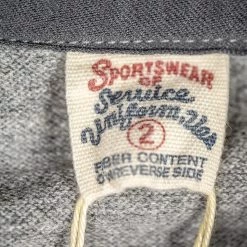 SPORTSWEAR
OF
Service
Uniform, Use
2
FIBER CONTENT
ON REVERSE SIDE